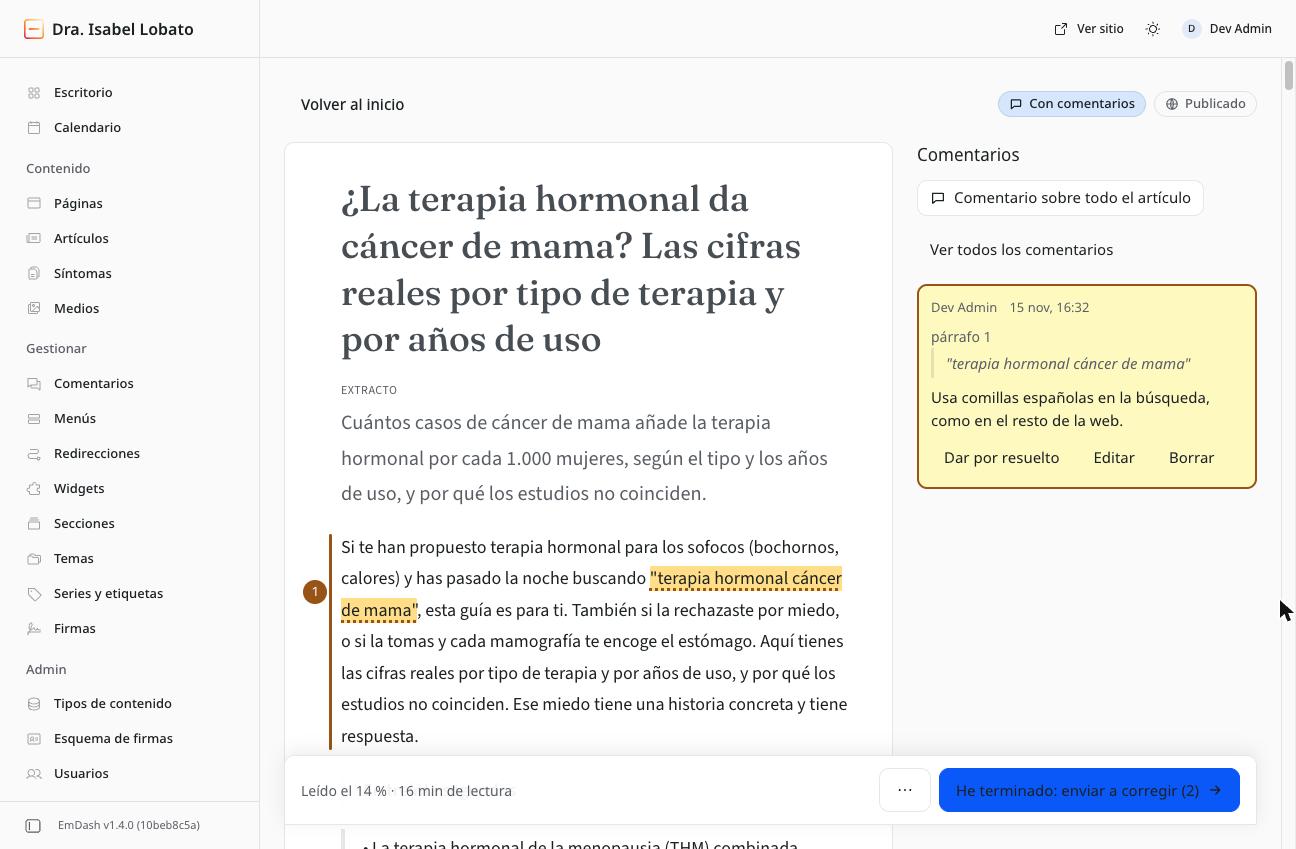 Dra. Isabel Lobato
Ver sitio
D
Dev Admin
Escritorio
Calendario
Contenido
Páginas
Artículos
Síntomas
Medios
Gestionar
Comentarios
Menús
Redirecciones
Widgets
Secciones
Temas
Series y etiquetas
Firmas
Admin
Tipos de contenido
Esquema de firmas
Usuarios
EmDash v1.4.0 (10beb8c5a)
Volver al inicio
Con comentarios
Publicado
¿La terapia hormonal da
cáncer de mama? Las cifras
reales por tipo de terapia y
por años de uso
EXTRACTO
Cuántos casos de cáncer de mama añade la terapia
hormonal por cada 1.000 mujeres, según el tipo y los años
de uso, y por qué los estudios no coinciden.
1
Si te han propuesto terapia hormonal para los sofocos (bochornos,
calores) y has pasado la noche buscando "terapia hormonal cáncer
de mama", esta guía es para ti. También si la rechazaste por miedo,
o si la tomas y cada mamografía te encoge el estómago. Aquí tienes
las cifras reales por tipo de terapia y por años de uso, y por qué los
estudios no coinciden. Ese miedo tiene una historia concreta y tiene
respuesta.
Comentarios
Comentario sobre todo el artículo
Ver todos los comentarios
Dev Admin 15 nov, 16:32
párrafo 1
"terapia hormonal cáncer de mama"
Usa comillas españolas en la búsqueda,
como en el resto de la web.
Dar por resuelto Editar Borrar
Leído el 14 % · 16 min de lectura
...
He terminado: enviar a corregir (2) →
• La terapia hormonal de la menopausia (THM) combinada